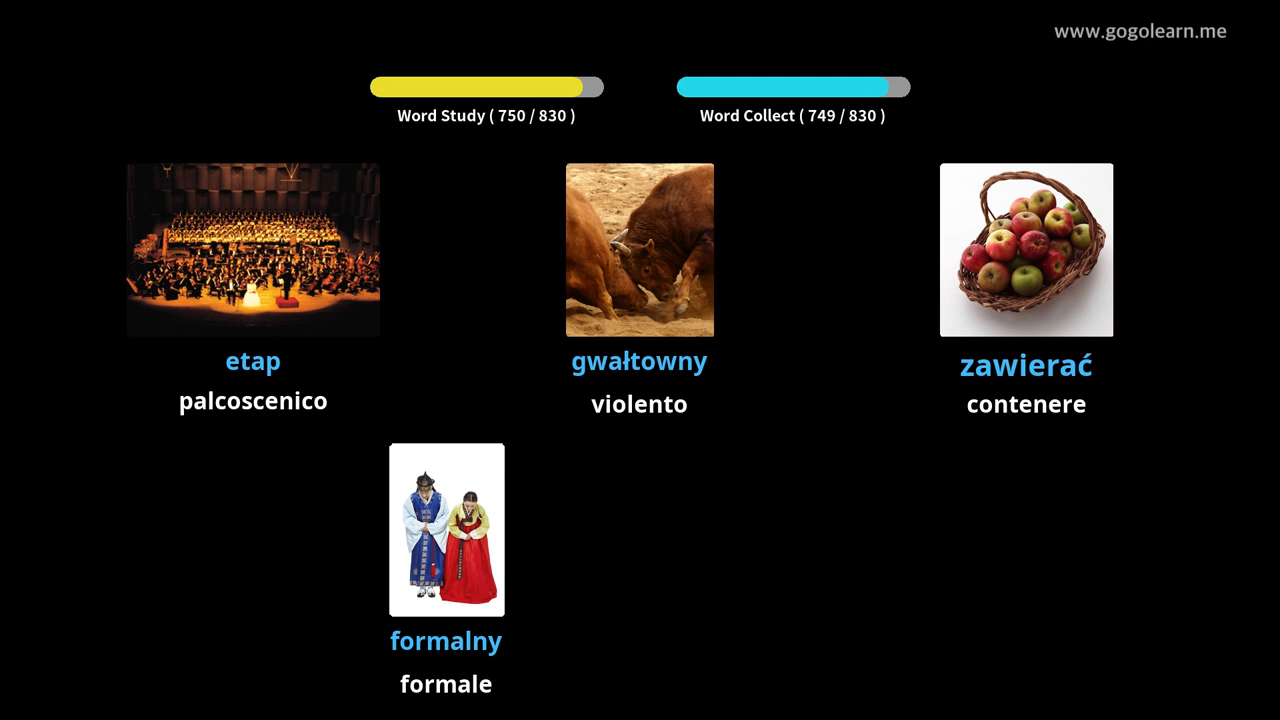 www.gogolearn.me
Word Study ( 750 / 830 )
Word Collect ( 749 / 830 )
etap
palcoscenico
gwałtowny
violento
zawierać
contenere
formalny
formale